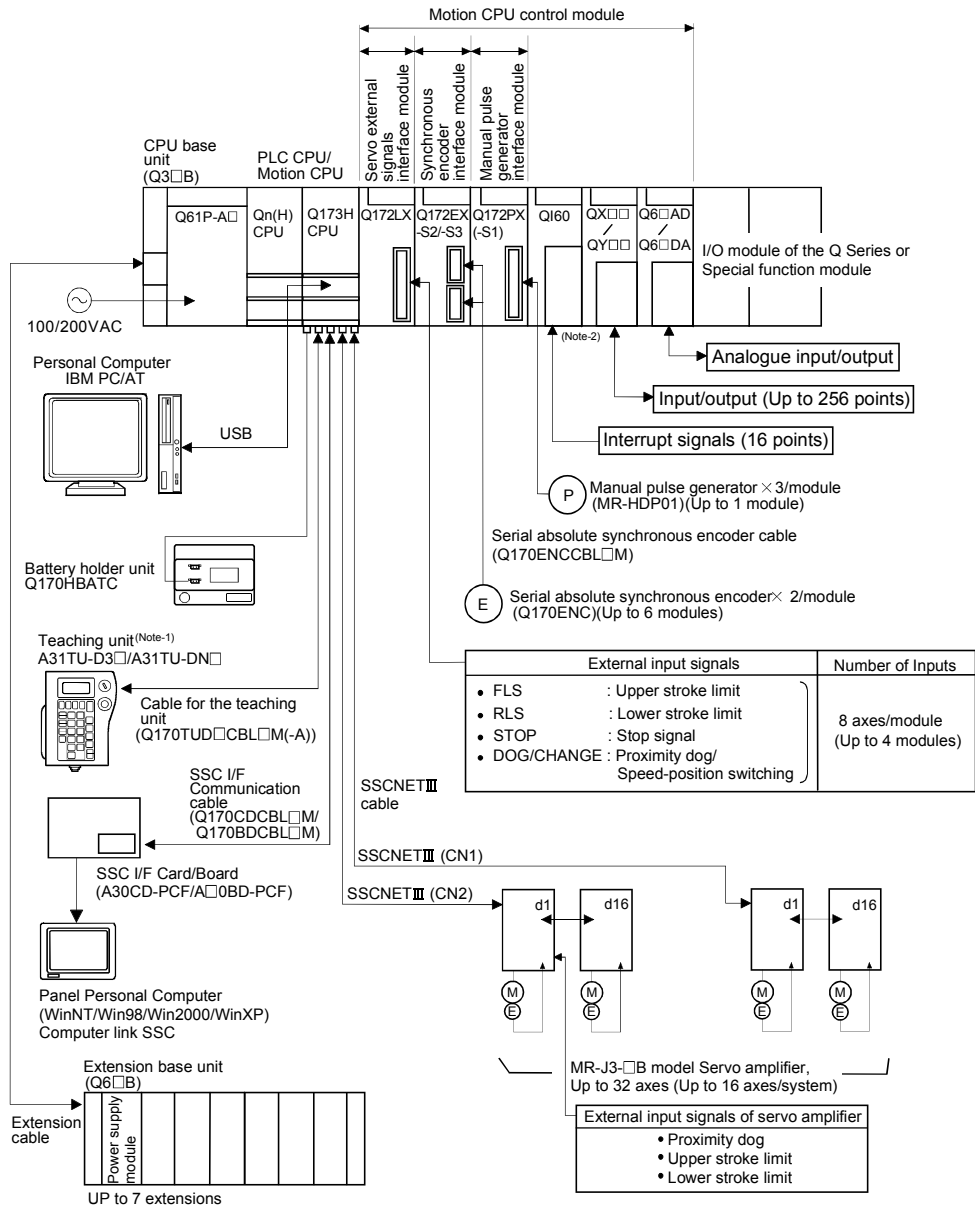 Motion CPU control module
Servo external
signals
interface module
Synchronous
encoder
interface module
Manual pulse
generator
interface module
CPU base
unit
(Q3□B)
PLC CPU/
Motion CPU
Q61P-A□
Qn(H)
CPU
Q173H
CPU
Q172LX
Q172EX
-S2/-S3
Q172PX
(-S1)
QI60
QX□□
/
QY□□
Q6□AD
/
Q6□DA
I/O module of the Q Series or
Special function module
100/200VAC
(Note-2)
Analogue input/output
Input/output (Up to 256 points)
Interrupt signals (16 points)
Personal Computer
IBM PC/AT
USB
P
Manual pulse generator×3/module
(MR-HDP01)(Up to 1 module)
Serial absolute synchronous encoder cable
(Q170ENCCBL□M)
E
Serial absolute synchronous encoder× 2/module
(Q170ENC)(Up to 6 modules)
Battery holder unit
Q170HBATC
Teaching unit(Note-1)
A31TU-D3□/A31TU-DN□
Cable for the teaching
unit
(Q170TUD□CBL□M(-A))
External input signals
Number of Inputs
• FLS : Upper stroke limit
• RLS : Lower stroke limit
• STOP : Stop signal
• DOG/CHANGE : Proximity dog/
Speed-position switching
8 axes/module
(Up to 4 modules)
SSC I/F
Communication
cable
(Q170CDCBL□M/
Q170BDCBL□M)
SSCNETⅢ
cable
SSCNETⅢ (CN1)
SSCNETⅢ (CN2)
SSC I/F Card/Board
(A30CD-PCF/A□0BD-PCF)
d1
d16
d1
d16
M
E
M
E
M
E
M
E
Panel Personal Computer
(WinNT/Win98/Win2000/WinXP)
Computer link SSC
MR-J3-□B model Servo amplifier,
Up to 32 axes (Up to 16 axes/system)
External input signals of servo amplifier
• Proximity dog
• Upper stroke limit
• Lower stroke limit
Extension base unit
(Q6□B)
Extension
cable
Power supply
module
UP to 7 extensions